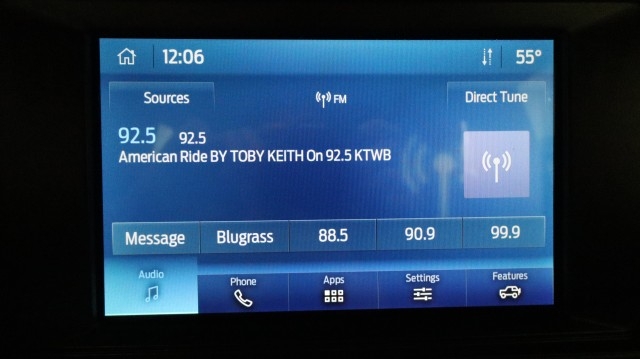 12:06 55°
Sources FM Direct Tune
92.5 92.5
American Ride BY TOBY KEITH On 92.5 KTWB
Message Blugrass 88.5 90.9 99.9
Audio Phone Apps Settings Features